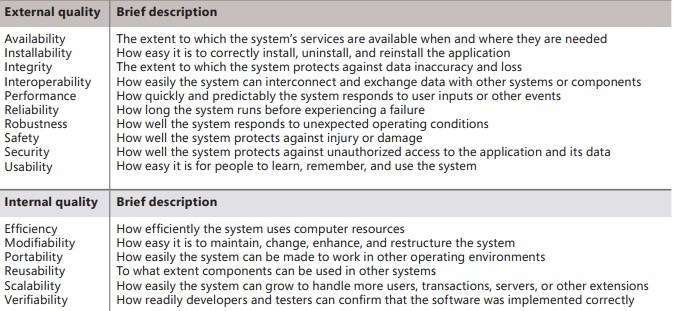 External quality Brief description
Availability The extent to which the system's services are available when and where they are needed
Installability How easy it is to correctly install, uninstall, and reinstall the application
Integrity The extent to which the system protects against data inaccuracy and loss
Interoperability How easily the system can interconnect and exchange data with other systems or components
Performance How quickly and predictably the system responds to user inputs or other events
Reliability How long the system runs before experiencing a failure
Robustness How well the system responds to unexpected operating conditions
Safety How well the system protects against injury or damage
Security How well the system protects against unauthorized access to the application and its data
Usability How easy it is for people to learn, remember, and use the system
Internal quality Brief description
Efficiency How efficiently the system uses computer resources
Modifiability How easy it is to maintain, change, enhance, and restructure the system
Portability How easily the system can be made to work in other operating environments
Reusability To what extent components can be used in other systems
Scalability How easily the system can grow to handle more users, transactions, servers, or other extensions
Verifiability How readily developers and testers can confirm that the software was implemented correctly